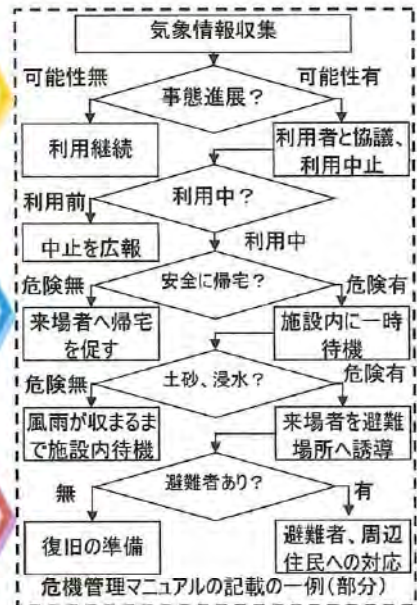 気象情報収集
可能性無
可能性有
事態進展?
利用継続
利用者と協議、
利用中止
利用中?
利用前
利用中
中止を広報
安全に帰宅?
危険無
危険有
来場者へ帰宅
を促す
施設内に一時
待機
土砂、浸水?
危険無
危険有
風雨が収まるま
で施設内待機
来場者を避難
場所へ誘導
避難者あり?
無
有
復旧の準備
避難者、周辺
住民への対応
危機管理マニュアルの記載の一例(部分)